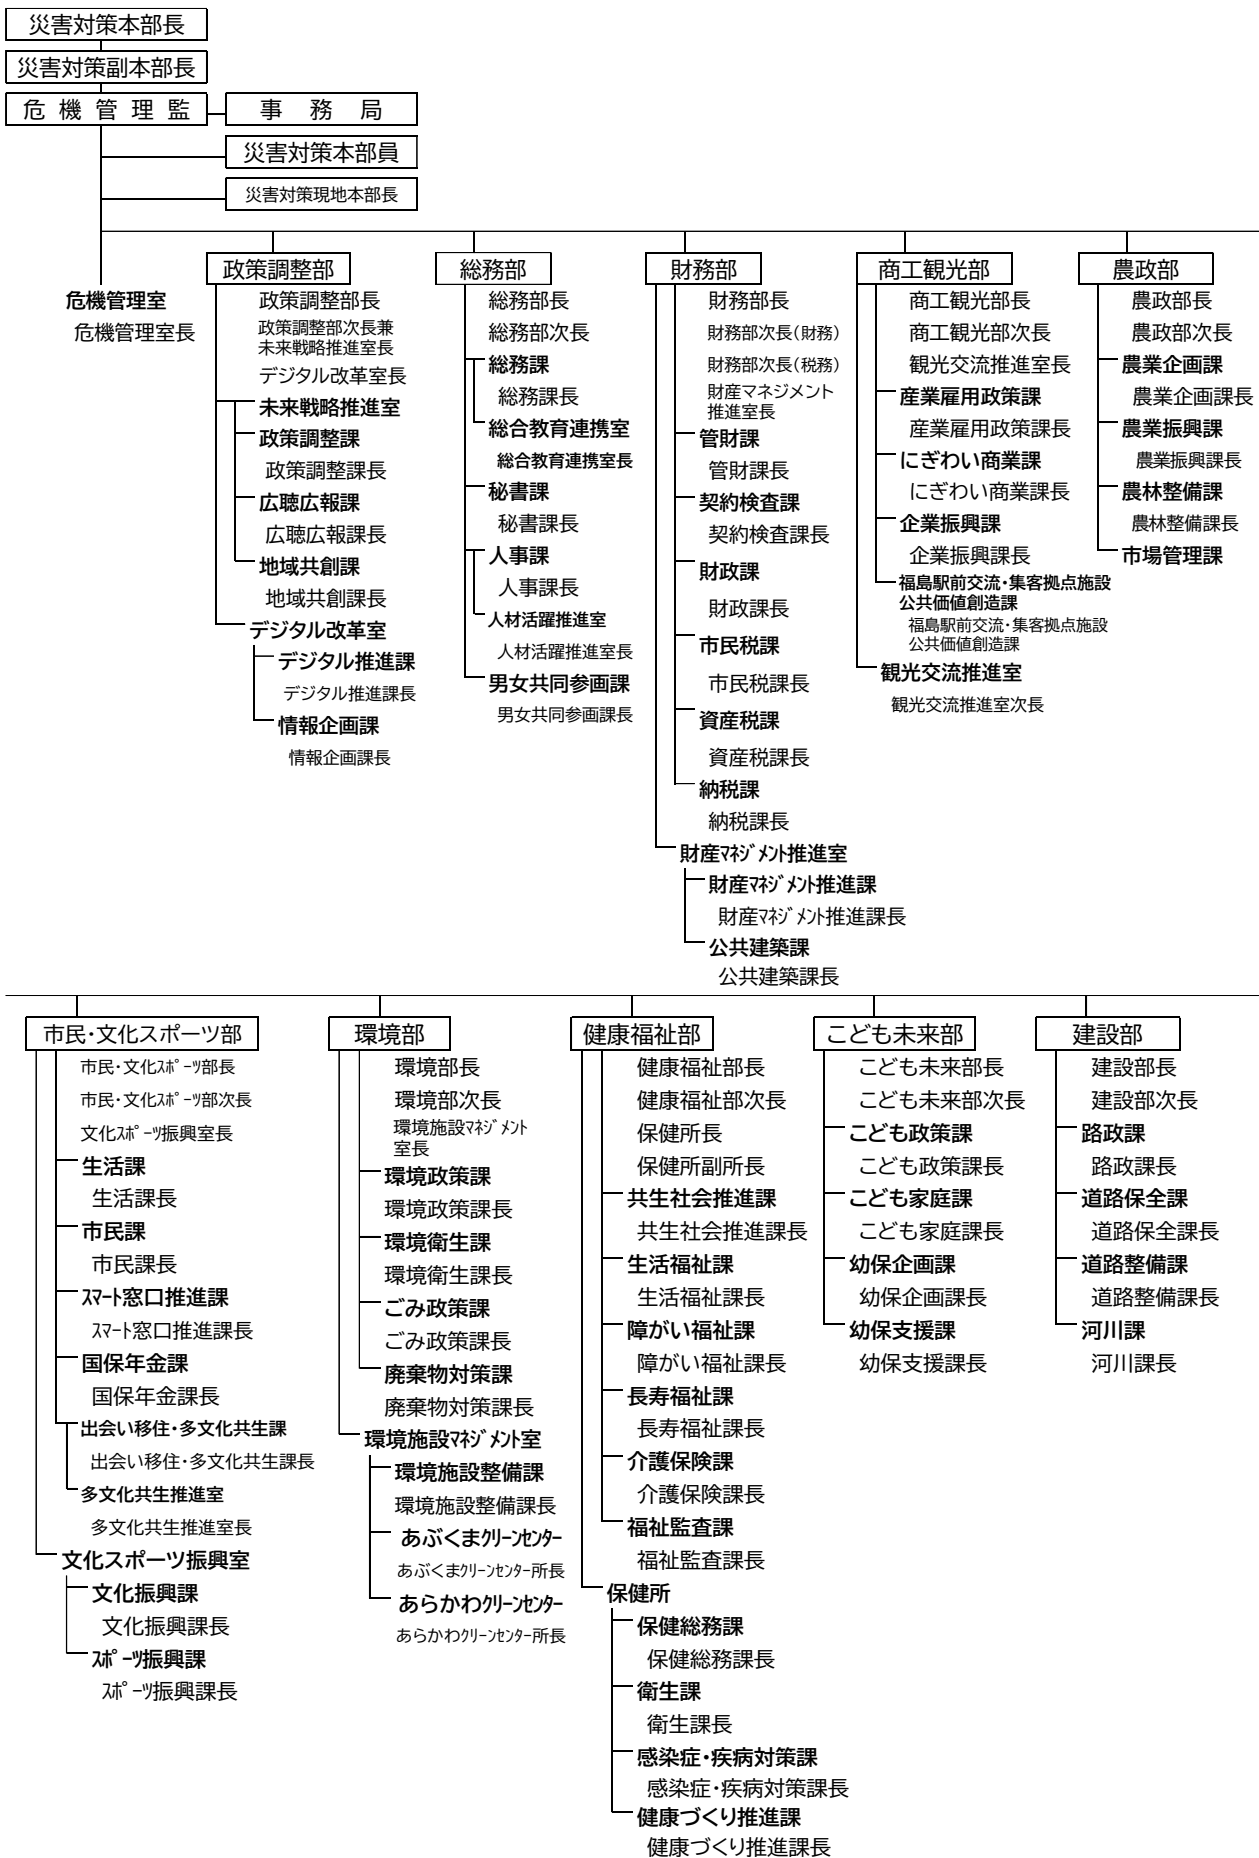 災害対策本部長
災害対策副本部長
危機管理監
事務局
災害対策本部員
災害対策現地本部長
危機管理室
危機管理室長
政策調整部
政策調整部長
政策調整部次長兼
未来戦略推進室長
デジタル改革室長
未来戦略推進室
政策調整課
政策調整課長
広聴広報課
広聴広報課長
地域共創課
地域共創課長
デジタル改革室
デジタル推進課
デジタル推進課長
情報企画課
情報企画課長
総務部
総務部長
総務部次長
総務課
総務課長
総合教育連携室
総合教育連携室長
秘書課
秘書課長
人事課
人事課長
人材活躍推進室
人材活躍推進室長
男女共同参画課
男女共同参画課長
財務部
財務部長
財務部次長(財務)
財務部次長(税務)
財産マネジメント
推進室長
管財課
管財課長
契約検査課
契約検査課長
財政課
財政課長
市民税課
市民税課長
資産税課
資産税課長
納税課
納税課長
財産ﾏﾈｼﾞﾒﾝﾄ推進室
財産ﾏﾈｼﾞﾒﾝﾄ推進課
財産ﾏﾈｼﾞﾒﾝﾄ推進課長
公共建築課
公共建築課長
商工観光部
商工観光部長
商工観光部次長
観光交流推進室長
産業雇用政策課
産業雇用政策課長
にぎわい商業課
にぎわい商業課長
企業振興課
企業振興課長
福島駅前交流・集客拠点施設
公共価値創造課
福島駅前交流・集客拠点施設
公共価値創造課
観光交流推進室
観光交流推進室次長
農政部
農政部長
農政部次長
農業企画課
農業企画課長
農業振興課
農業振興課長
農林整備課
農林整備課長
市場管理課
市民・文化スポーツ部
市民・文化ｽﾎﾟｰﾂ部長
市民・文化ｽﾎﾟｰﾂ部次長
文化ｽﾎﾟｰﾂ振興室長
生活課
生活課長
市民課
市民課長
ｽﾏｰﾄ窓口推進課
ｽﾏｰﾄ窓口推進課長
国保年金課
国保年金課長
出会い移住・多文化共生課
出会い移住・多文化共生課長
多文化共生推進室
多文化共生推進室長
文化スポーツ振興室
文化振興課
文化振興課長
ｽﾎﾟｰﾂ振興課
ｽﾎﾟｰﾂ振興課長
環境部
環境部長
環境部次長
環境施設ﾏﾈｼﾞﾒﾝﾄ
室長
環境政策課
環境政策課長
環境衛生課
環境衛生課長
ごみ政策課
ごみ政策課長
廃棄物対策課
廃棄物対策課長
環境施設ﾏﾈｼﾞﾒﾝﾄ室
環境施設整備課
環境施設整備課長
あぶくまｸﾘｰﾝｾﾝﾀｰ
あぶくまｸﾘｰﾝｾﾝﾀｰ所長
あらかわｸﾘｰﾝｾﾝﾀｰ
あらかわｸﾘｰﾝｾﾝﾀｰ所長
健康福祉部
健康福祉部長
健康福祉部次長
保健所長
保健所副所長
共生社会推進課
共生社会推進課長
生活福祉課
生活福祉課長
障がい福祉課
障がい福祉課長
長寿福祉課
長寿福祉課長
介護保険課
介護保険課長
福祉監査課
福祉監査課長
保健所
保健総務課
保健総務課長
衛生課
衛生課長
感染症・疾病対策課
感染症・疾病対策課長
健康づくり推進課
健康づくり推進課長
こども未来部
こども未来部長
こども未来部次長
こども政策課
こども政策課長
こども家庭課
こども家庭課長
幼保企画課
幼保企画課長
幼保支援課
幼保支援課長
建設部
建設部長
建設部次長
路政課
路政課長
道路保全課
道路保全課長
道路整備課
道路整備課長
河川課
河川課長